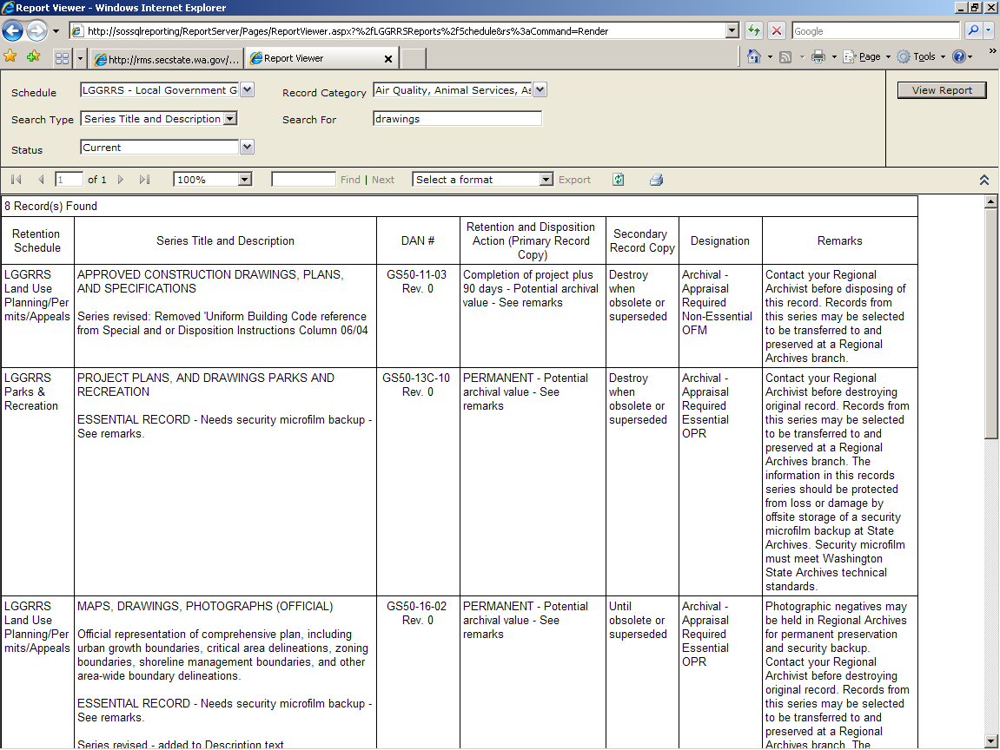 Report Viewer - Windows Internet Explorer
http://sossqlreporting/ReportServer/Pages/ReportViewer.aspx?%2fLGGRRSReports%2fSchedule&rs%3aCommand=Render
Google
http://rms.secstate.wa.gov/...
Report Viewer
Page
Tools
Schedule
LGGRRS - Local Government G
Record Category
Air Quality, Animal Services, As
View Report
Search Type
Series Title and Description
Search For
drawings
Status
Current
1
of 1
100%
Find | Next
Select a format
Export
8 Record(s) Found
Retention
Schedule
Series Title and Description
DAN #
Retention and Disposition
Action (Primary Record
Copy)
Secondary
Record Copy
Designation
Remarks
LGGRRS
Land Use
Planning/Per
mits/Appeals
APPROVED CONSTRUCTION DRAWINGS, PLANS,
AND SPECIFICATIONS
Series revised: Removed 'Uniform Building Code reference
from Special and or Disposition Instructions Column 06/04
GS50-11-03
Rev. 0
Completion of project plus
90 days - Potential archival
value - See remarks
Destroy
when
obsolete or
superseded
Archival -
Appraisal
Required
Non-Essential
OFM
Contact your Regional
Archivist before disposing of
this record. Records from
this series may be selected
to be transferred to and
preserved at a Regional
Archives branch.
LGGRRS
Parks &
Recreation
PROJECT PLANS, AND DRAWINGS PARKS AND
RECREATION
ESSENTIAL RECORD - Needs security microfilm backup -
See remarks.
GS50-13C-10
Rev. 0
PERMANENT - Potential
archival value - See
remarks
Destroy
when
obsolete or
superseded
Archival -
Appraisal
Required
Essential
OPR
Contact your Regional
Archivist before destroying
original record. Records from
this series may be selected
to be transferred to and
preserved at a Regional
Archives branch. The
information in this records
series should be protected
from loss or damage by
offsite storage of a security
microfilm backup at State
Archives. Security microfilm
must meet Washington
State Archives technical
standards.
LGGRRS
Land Use
Planning/Per
mits/Appeals
MAPS, DRAWINGS, PHOTOGRAPHS (OFFICIAL)
Official representation of comprehensive plan, including
urban growth boundaries, critical area delineations, zoning
boundaries, shoreline management boundaries, and other
area-wide boundary delineations.
ESSENTIAL RECORD - Needs security microfilm backup -
See remarks.
Series revised - added to Description text
GS50-16-02
Rev. 0
PERMANENT - Potential
archival value - See
remarks
Until
obsolete or
superseded
Archival -
Appraisal
Required
Essential
OPR
Photographic negatives may
be held in Regional Archives
for permanent preservation
and security backup.
Contact your Regional
Archivist before destroying
original record. Records from
this series may be selected
to be transferred to and
preserved at a Regional
Archives branch. The